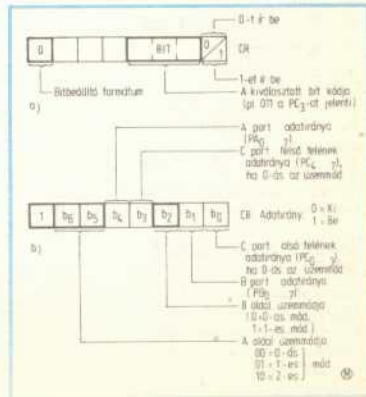 0-t ír be
0
BIT
0
1
CR
1-et ír be
Bitbeállító formátum
A kiválasztott bit kódja
(pl. 011 a PC3-at jelenti)
a)
A port adatiránya
(PA0 7)
C port felső felének
adatiránya (PC4 7),
ha 0-ás az üzemmód
1 b6 b5 b4 b3 b2 b1 b0
CR Adatirány: 0 = Ki
1 = Be
b)
C port alsó felének
adatiránya (PC0 7),
ha 0-ás az üzemmód
B port adatiránya
(PB0 7)
B oldal üzemmódja
(0=0-ás mód,
1=1-es mód)
A oldal üzemmódja
00=0-ás
01=1-es mód
10=2-es
M